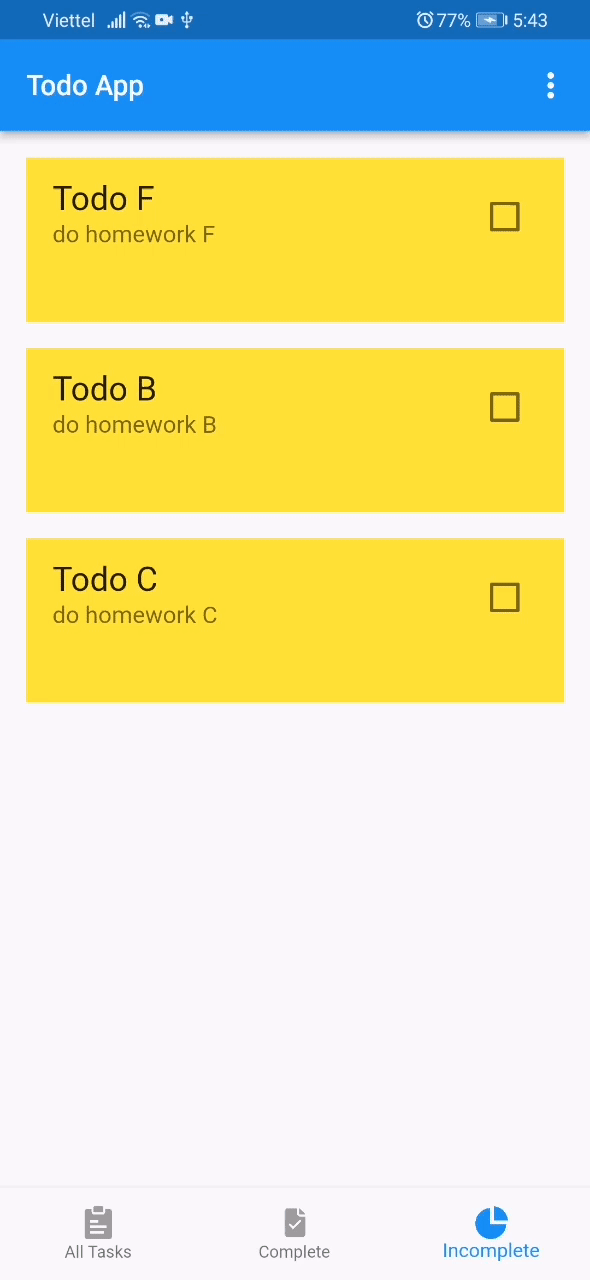 Viettel 77% 5:43
Todo App
Todo F
do homework F
Todo B
do homework B
Todo C
do homework C
All Tasks Complete Incomplete